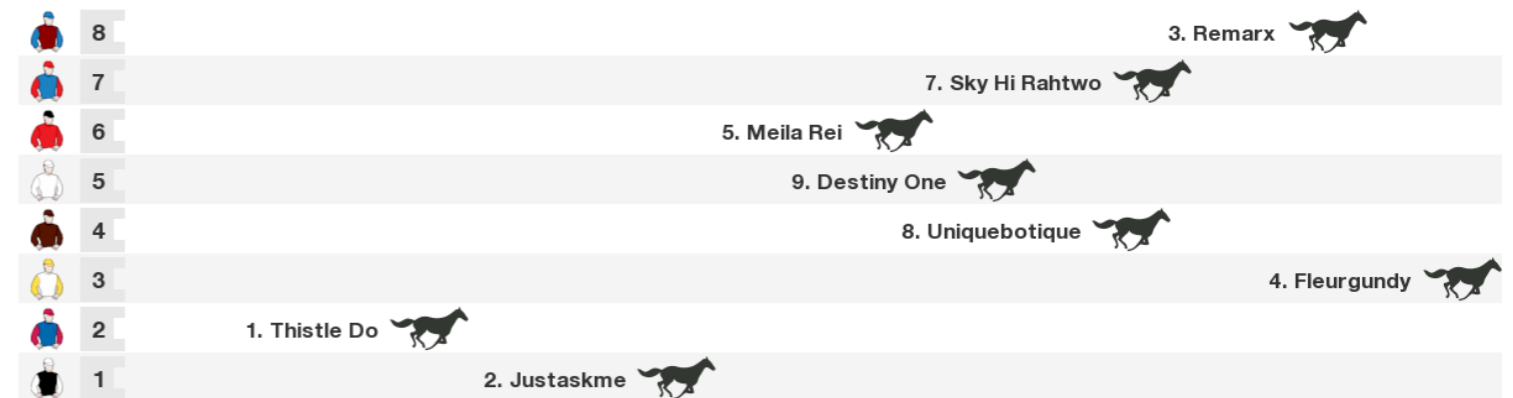 8 3. Remarx
7 7. Sky Hi Rahtwo
6 5. Meila Rei
5 9. Destiny One
4 8. Uniquebotique
3 4. Fleurgundy
2 1. Thistle Do
1 2. Justaskme